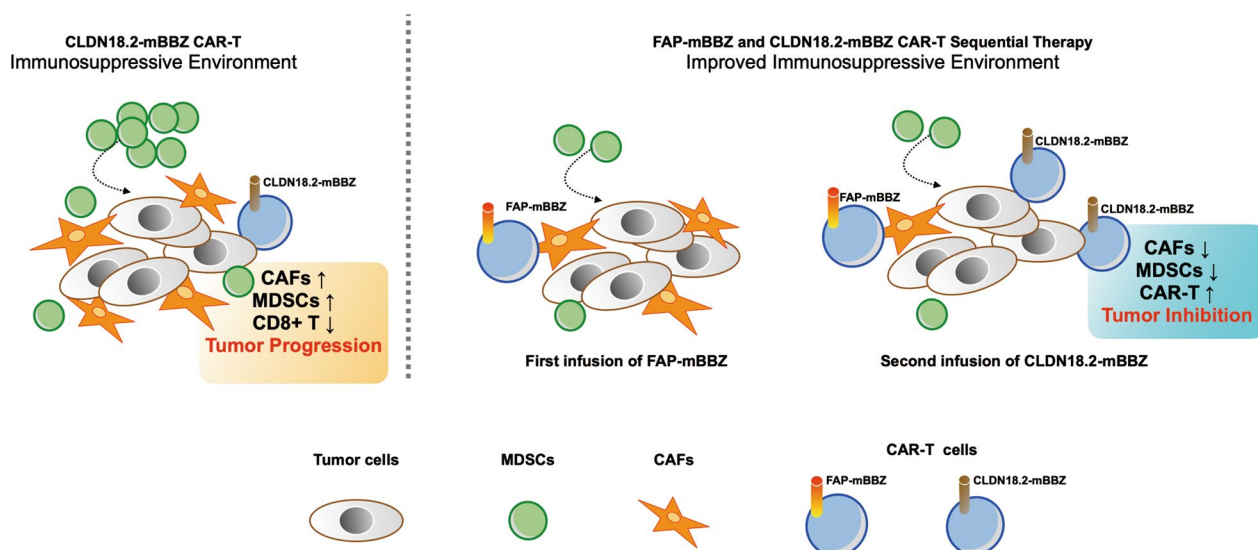 CLDN18.2-mBBZ CAR-T
Immunosuppressive Environment
CLDN18.2-mBBZ
CAFs ↑
MDSCs ↑
CD8+ T ↓
Tumor Progression
FAP-mBBZ and CLDN18.2-mBBZ CAR-T Sequential Therapy
Improved Immunosuppressive Environment
FAP-mBBZ
First infusion of FAP-mBBZ
CLDN18.2-mBBZ
FAP-mBBZ
CLDN18.2-mBBZ
CAFs ↓
MDSCs ↓
CAR-T ↑
Tumor Inhibition
Second infusion of CLDN18.2-mBBZ
Tumor cells
MDSCs
CAFs
CAR-T cells
FAP-mBBZ
CLDN18.2-mBBZ